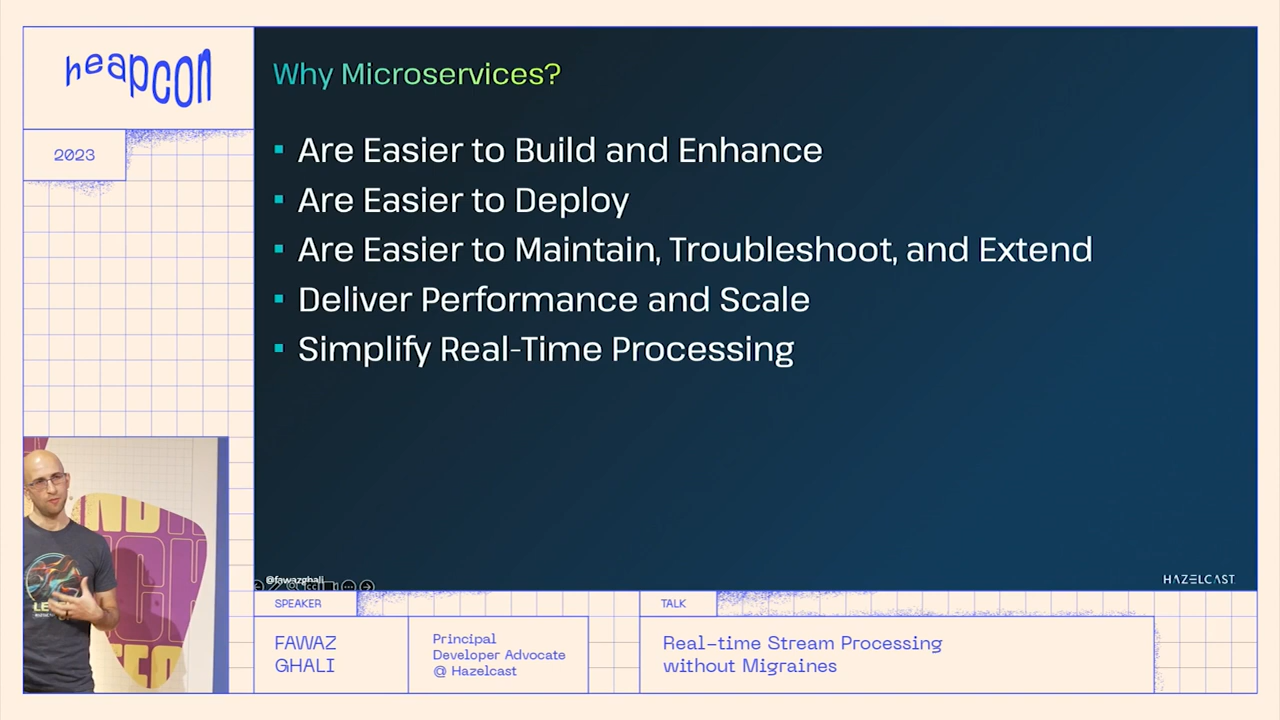 heapcon
2023
Why Microservices?
Are Easier to Build and Enhance
Are Easier to Deploy
Are Easier to Maintain, Troubleshoot, and Extend
Deliver Performance and Scale
Simplify Real-Time Processing
@fawazghali
HAZELCAST
SPEAKER
FAWAZ
GHALI
Principal
Developer Advocate
@ Hazelcast
TALK
Real-time Stream Processing
without Migraines